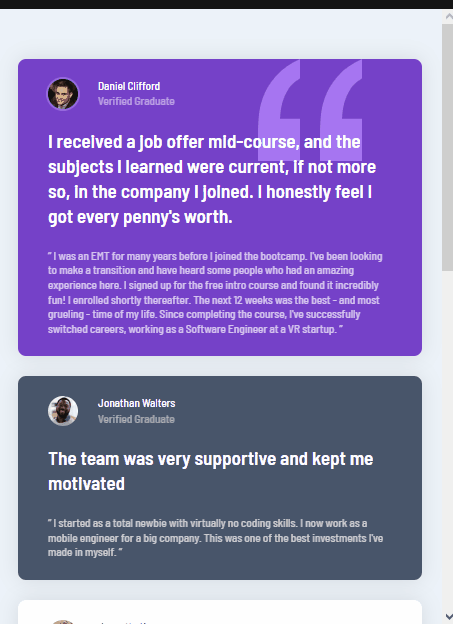 Daniel Clifford
Verified Graduate
I received a job offer mid-course, and the
subjects I learned were current, if not more
so, in the company I joined. I honestly feel I
got every penny's worth.
“ I was an EMT for many years before I joined the bootcamp. I've been looking
to make a transition and have heard some people who had an amazing
experience here. I signed up for the free intro course and found it incredibly
fun! I enrolled shortly thereafter. The next 12 weeks was the best - and most
grueling - time of my life. Since completing the course, I've successfully
switched careers, working as a Software Engineer at a VR startup. ”
Jonathan Walters
Verified Graduate
The team was very supportive and kept me
motivated
“ I started as a total newbie with virtually no coding skills. I now work as a
mobile engineer for a big company. This was one of the best investments I've
made in myself. ”